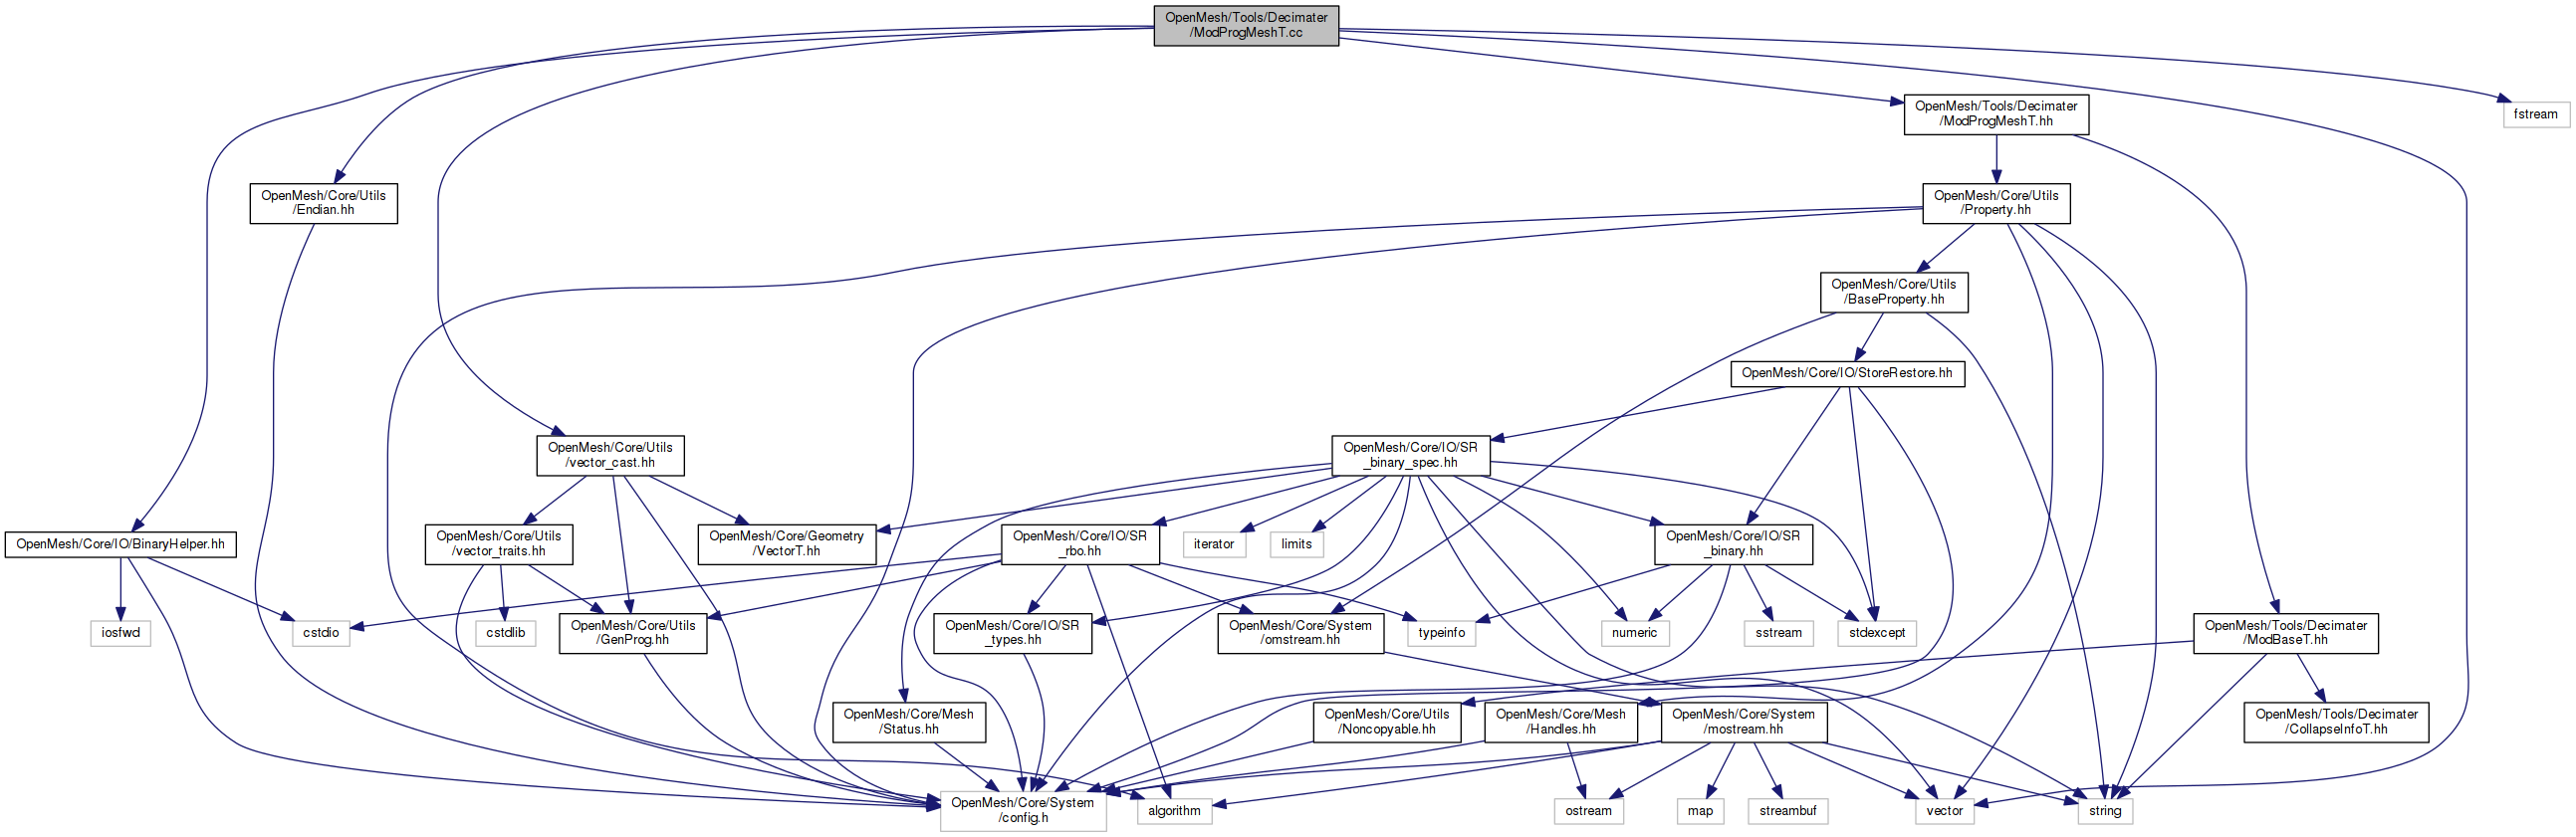 OpenMesh/Tools/Decimater
/ModProgMeshT.cc
OpenMesh/Tools/Decimater
/ModProgMeshT.hh
fstream
OpenMesh/Core/Utils
/Endian.hh
OpenMesh/Core/Utils
/Property.hh
OpenMesh/Core/Utils
/BaseProperty.hh
OpenMesh/Core/IO/StoreRestore.hh
OpenMesh/Core/Utils
/vector_cast.hh
OpenMesh/Core/IO/SR
_binary_spec.hh
OpenMesh/Core/IO/BinaryHelper.hh
OpenMesh/Core/Utils
/vector_traits.hh
OpenMesh/Core/Geometry
/VectorT.hh
OpenMesh/Core/IO/SR
_rbo.hh
iterator
limits
OpenMesh/Core/IO/SR
_binary.hh
iosfwd
cstdio
cstdlib
OpenMesh/Core/Utils
/GenProg.hh
OpenMesh/Core/IO/SR
_types.hh
OpenMesh/Core/System
/omstream.hh
typeinfo
numeric
sstream
stdexcept
OpenMesh/Tools/Decimater
/ModBaseT.hh
OpenMesh/Core/Mesh
/Status.hh
OpenMesh/Core/Utils
/Noncopyable.hh
OpenMesh/Core/Mesh
/Handles.hh
OpenMesh/Core/System
/mostream.hh
OpenMesh/Tools/Decimater
/CollapseInfoT.hh
OpenMesh/Core/System
/config.h
algorithm
ostream
map
streambuf
vector
string